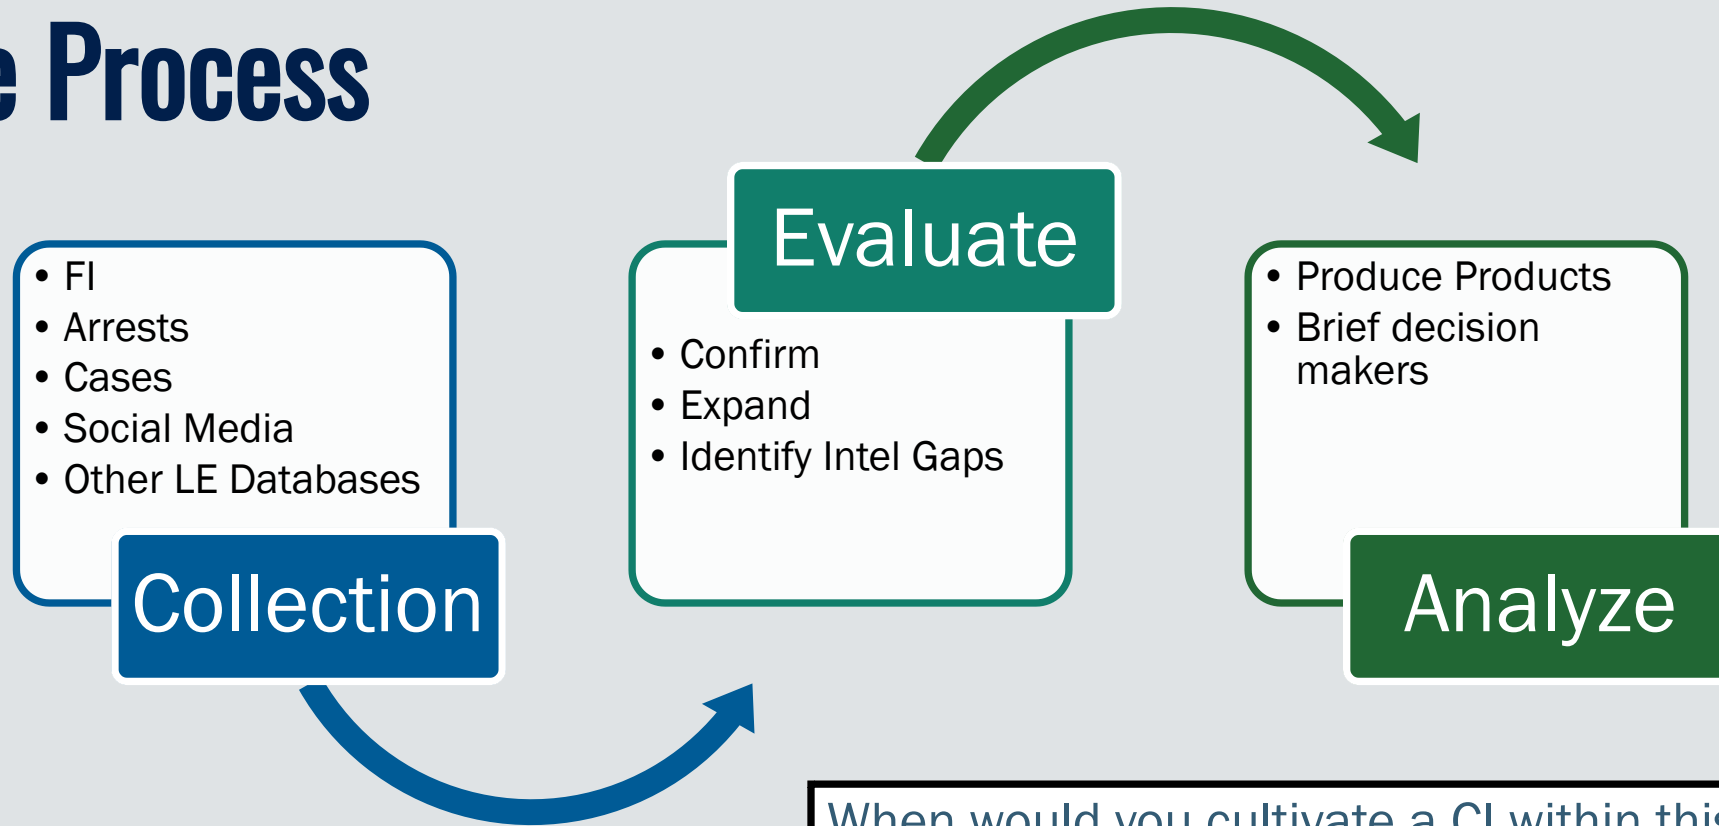 e Process
• FI
• Arrests
• Cases
• Social Media
• Other LE Databases
Collection
Evaluate
• Confirm
• Expand
• Identify Intel Gaps
• Produce Products
• Brief decision
makers
Analyze
When would you cultivate a CI within this